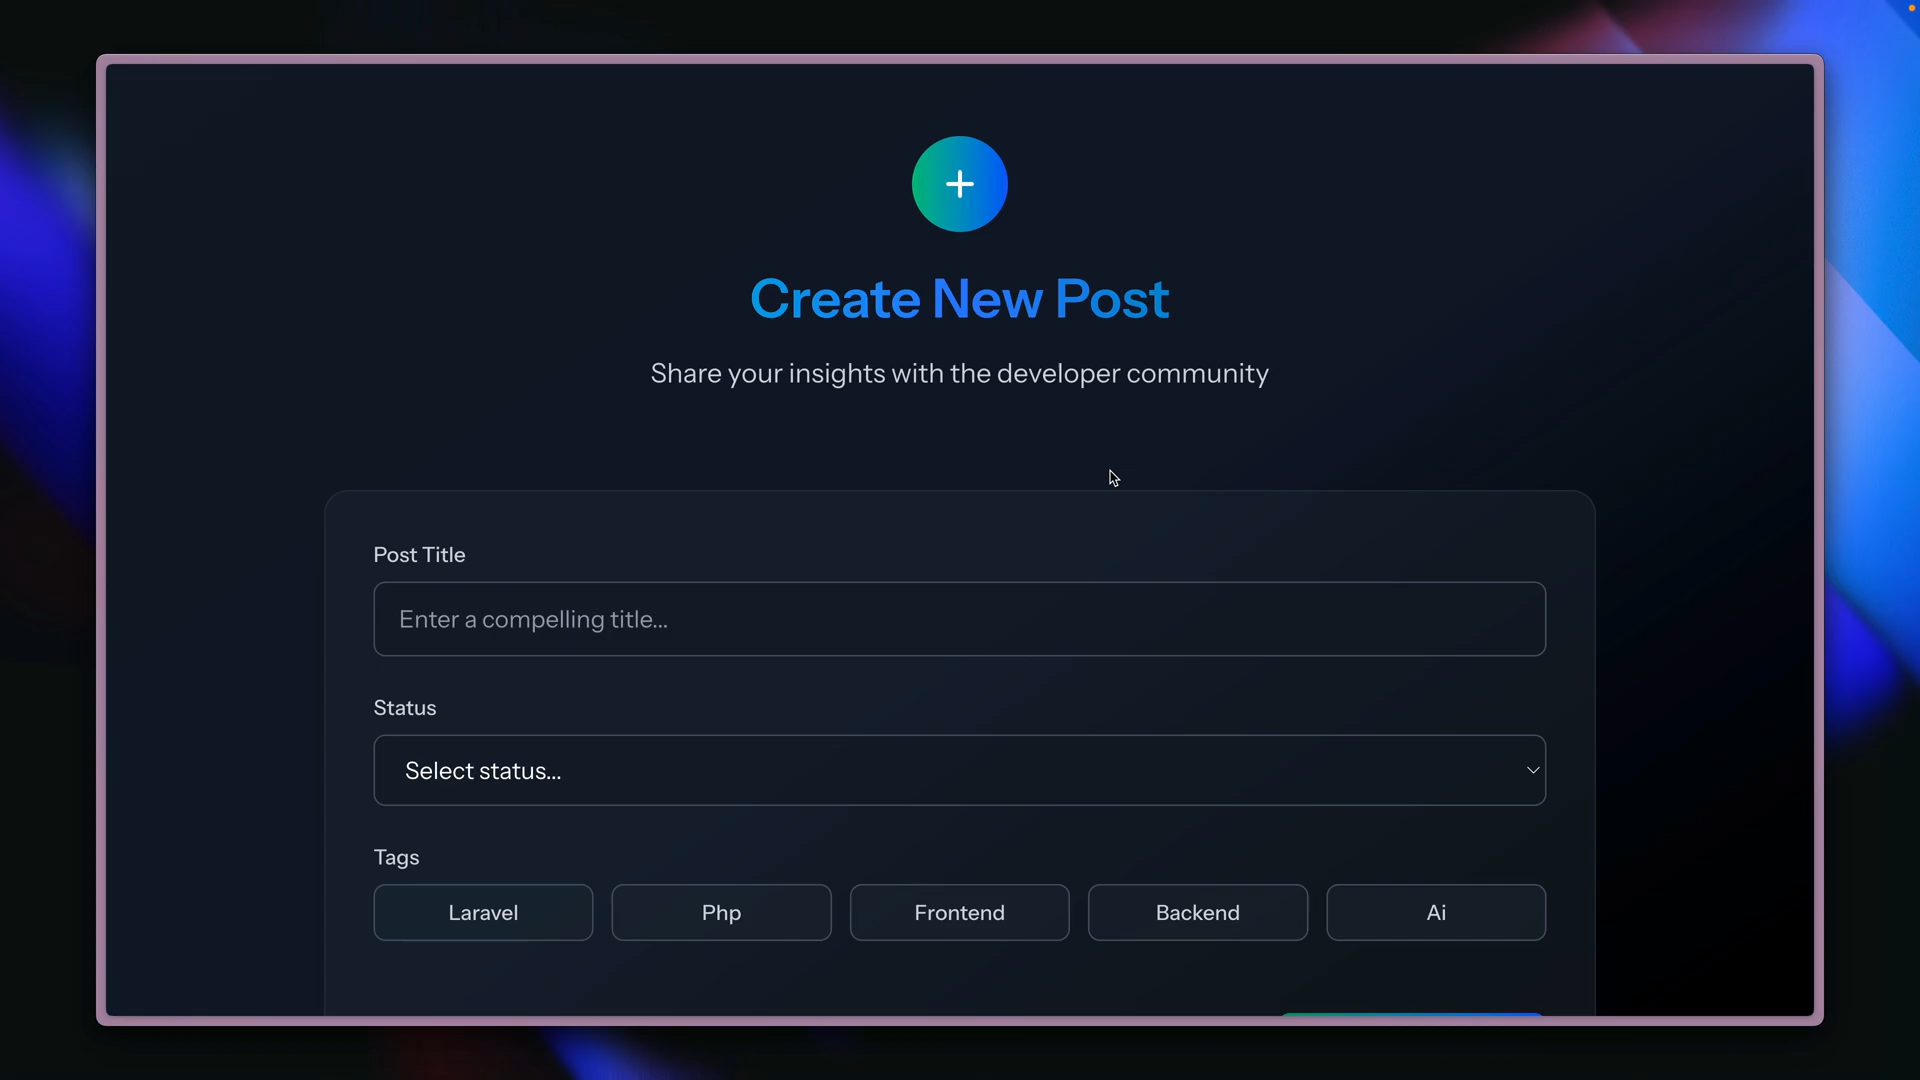 Create New Post
Share your insights with the developer community
Post Title
Enter a compelling title...
Status
Select status...
Tags
Laravel
Php
Frontend
Backend
Ai